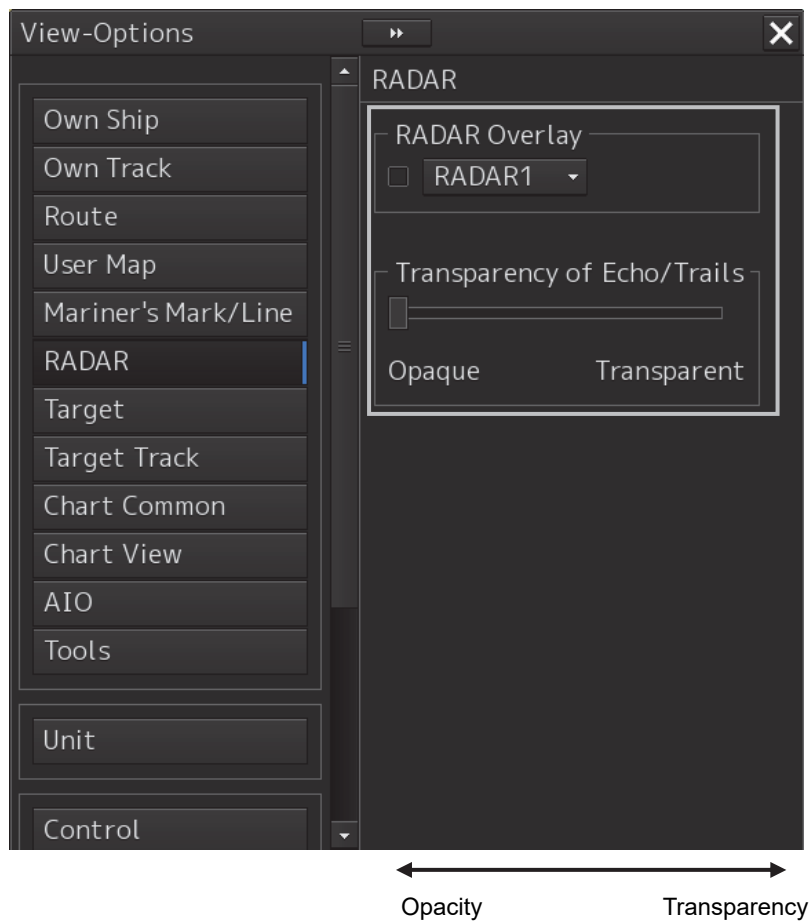 View-Options
Own Ship
Own Track
Route
User Map
Mariner's Mark/Line
RADAR
Target
Target Track
Chart Common
Chart View
AIO
Tools
Unit
Control
RADAR
RADAR Overlay
RADAR1
Transparency of Echo/Trails
Opaque Transparent
Opacity Transparency